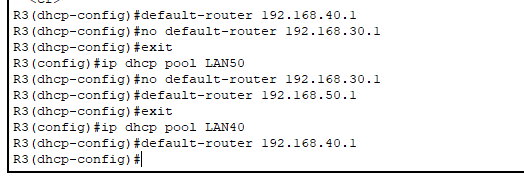 R3(dhcp-config)#default-router 192.168.40.1
R3(dhcp-config)#no default-router 192.168.30.1
R3(dhcp-config)#exit
R3(config)#ip dhcp pool LAN50
R3(dhcp-config)#no default-router 192.168.30.1
R3(dhcp-config)#default-router 192.168.50.1
R3(dhcp-config)#exit
R3(config)#ip dhcp pool LAN40
R3(dhcp-config)#default-router 192.168.40.1
R3(dhcp-config)#